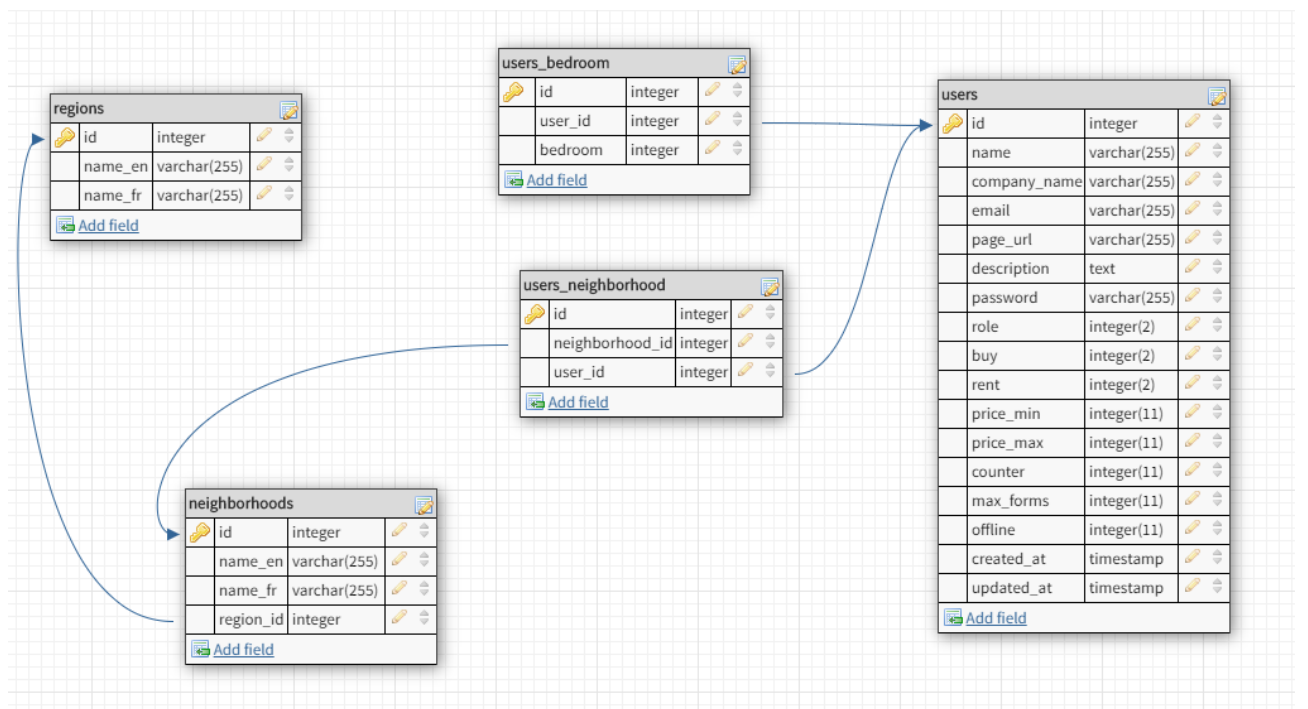 regions
id integer
name_en varchar(255)
name_fr varchar(255)
Add field
users_bedroom
id integer
user_id integer
bedroom integer
Add field
users
id integer
name varchar(255)
company_name varchar(255)
email varchar(255)
page_url varchar(255)
description text
password varchar(255)
role integer(2)
buy integer(2)
rent integer(2)
price_min integer(11)
price_max integer(11)
counter integer(11)
max_forms integer(11)
offline integer(11)
created_at timestamp
updated_at timestamp
Add field
users_neighborhood
id integer
neighborhood_id integer
user_id integer
Add field
neighborhoods
id integer
name_en varchar(255)
name_fr varchar(255)
region_id integer
Add field